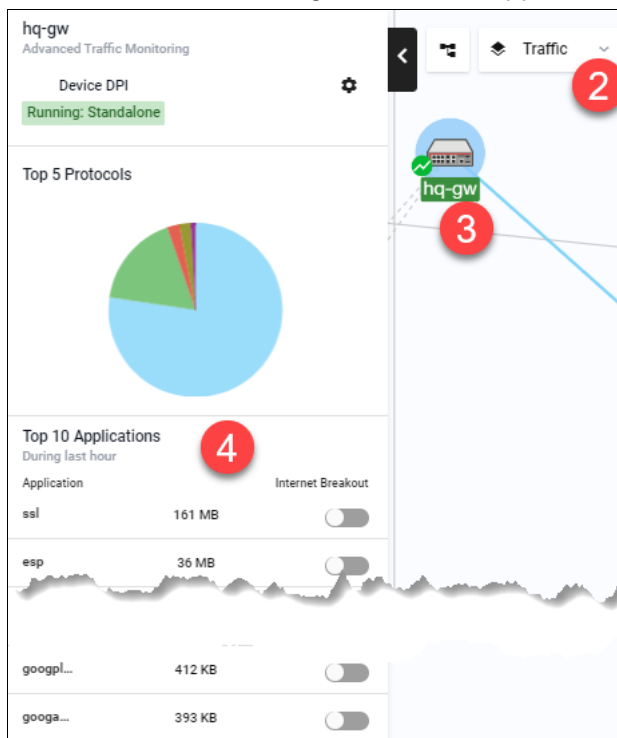 hq-gw
Advanced Traffic Monitoring
Device DPI
Running: Standalone
Traffic
2
hq-gw
3
Top 5 Protocols
Top 10 Applications
During last hour
4
Application Internet Breakout
ssl 161 MB
esp 36 MB
googpl... 412 KB
googa... 393 KB